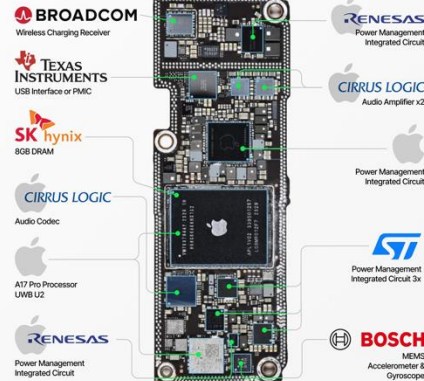 BROADCOM
Wireless Charging Receiver
TEXAS
INSTRUMENTS
USB Interface or PMIC
SK hynix
8GB DRAM
CIRRUS LOGIC
Audio Codec
A17 Pro Processor
UWB U2
RENESAS
Power Management
Integrated Circuit
RENESAS
Power Management
Integrated Circuit
CIRRUS LOGIC
Audio Amplifier x2
Power Management
Integrated Circuit
ST
Power Management
Integrated Circuit 3x
BOSCH
MEMS
Accelerometer &
Gyroscope